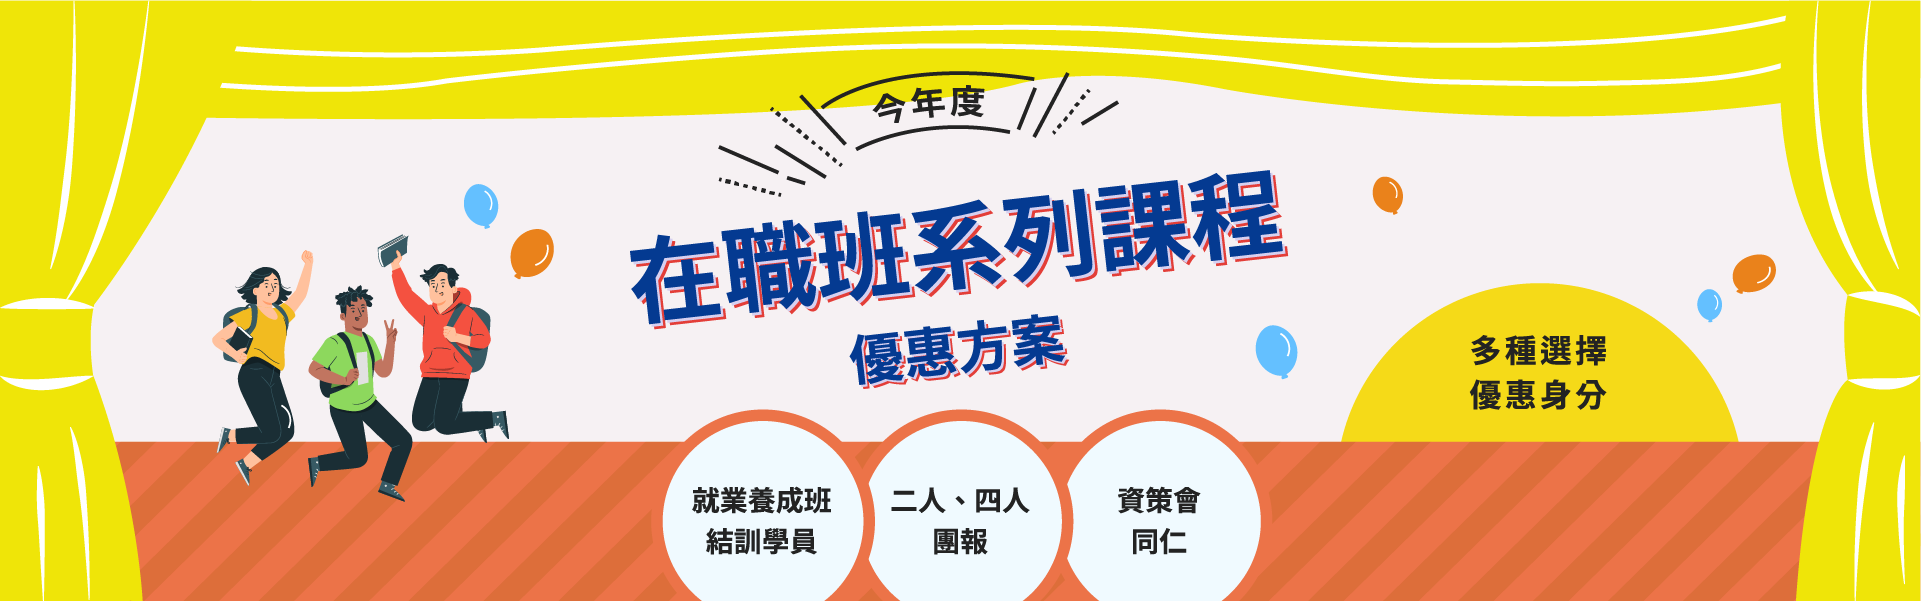 今年度
在職班系列課程
優惠方案
多種選擇
優惠身分
就業養成班
結訓學員
二人、四人
團報
資策會
同仁